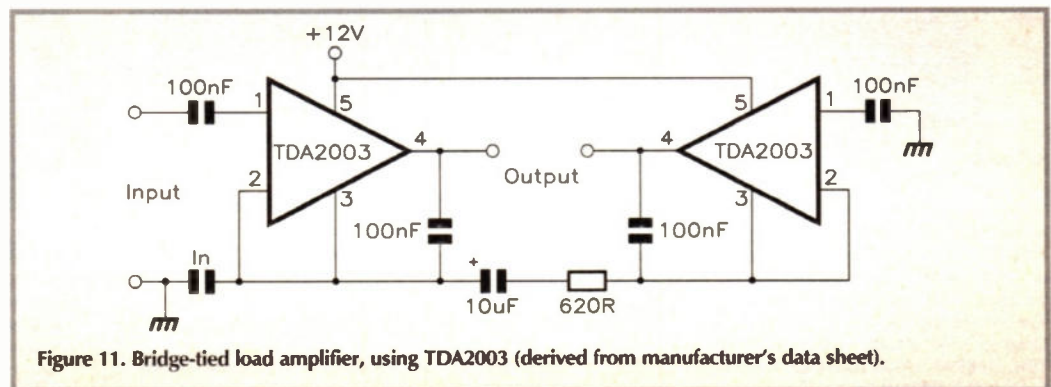 +12V
100nF
1
5
TDA2003
4
2
3
Input
Output
5
1
100nF
TDA2003
4
2
3
100nF
100nF
In
+
10uF
620R
Figure 11. Bridge-tied load amplifier, using TDA2003 (derived from manufacturer's data sheet).